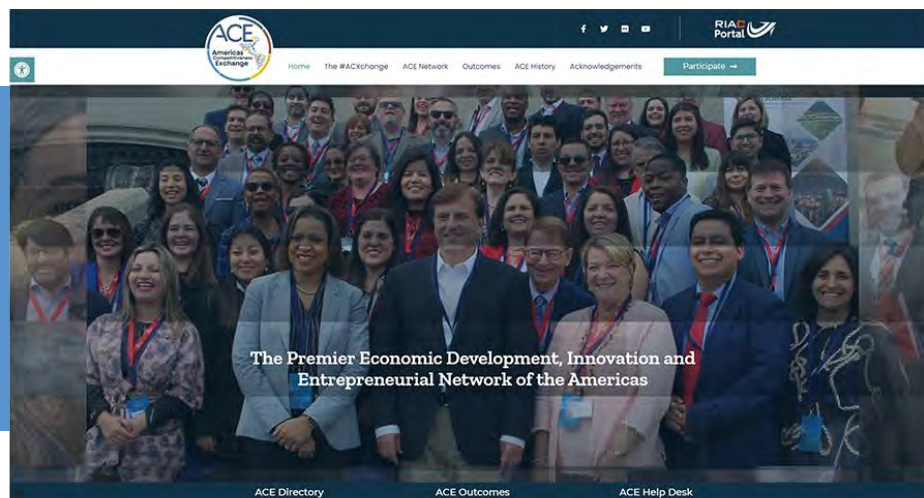 ACE
Americas
Competitiveness
Exchange
RIAC
Portal
Home The #ACXchange ACE Network Outcomes ACE History Acknowledgements Participate →
The Premier Economic Development, Innovation and
Entrepreneurial Network of the Americas
ACE Directory ACE Outcomes ACE Help Desk